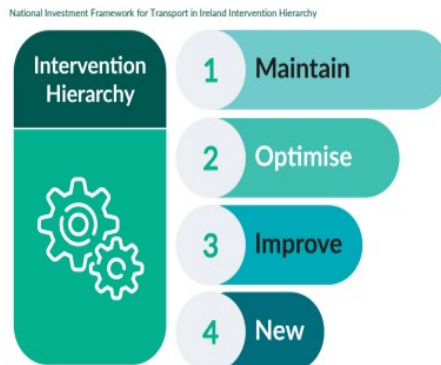 National Investment Framework for Transport in Ireland Intervention Hierarchy
Intervention
Hierarchy
1 Maintain
2 Optimise
3 Improve
4 New